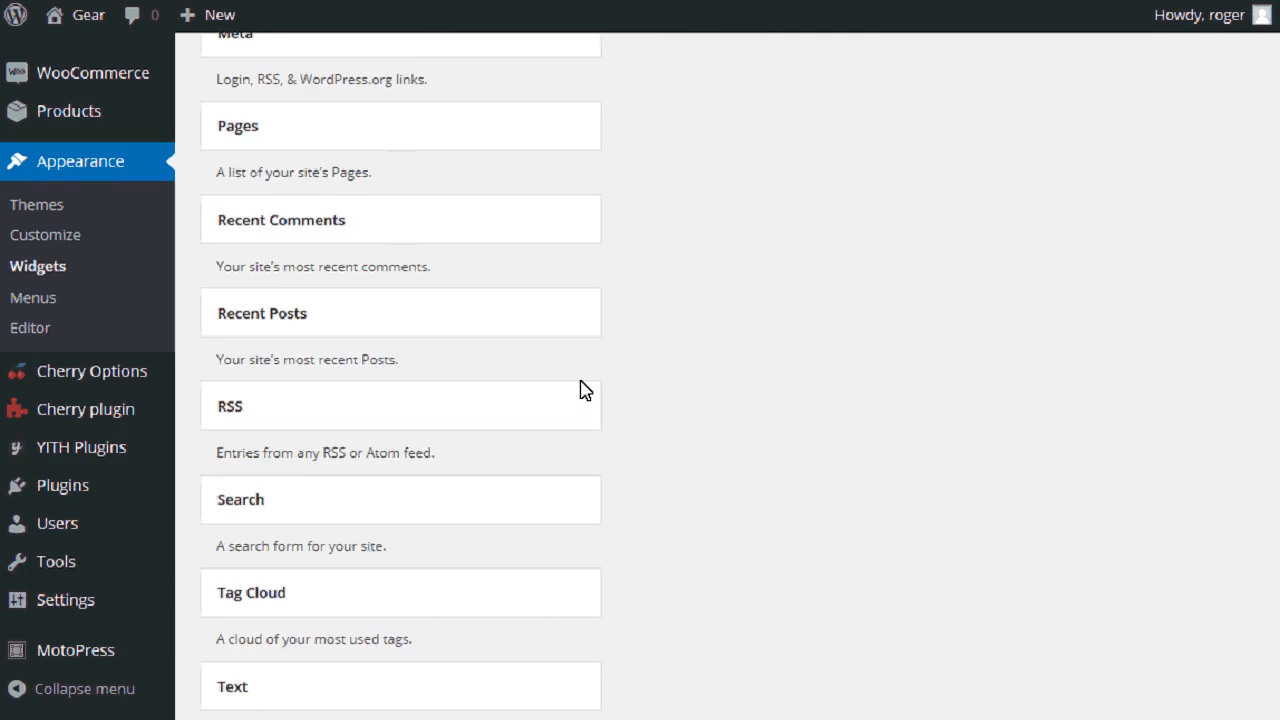 Gear 0 New Howdy, roger
WooCommerce
Products
Appearance
Themes
Customize
Widgets
Menus
Editor
Cherry Options
Cherry plugin
YITH Plugins
Plugins
Users
Tools
Settings
MotoPress
Collapse menu
Meta
Login, RSS, & WordPress.org links.
Pages
A list of your site's Pages.
Recent Comments
Your site's most recent comments.
Recent Posts
Your site's most recent Posts.
RSS
Entries from any RSS or Atom feed.
Search
A search form for your site.
Tag Cloud
A cloud of your most used tags.
Text